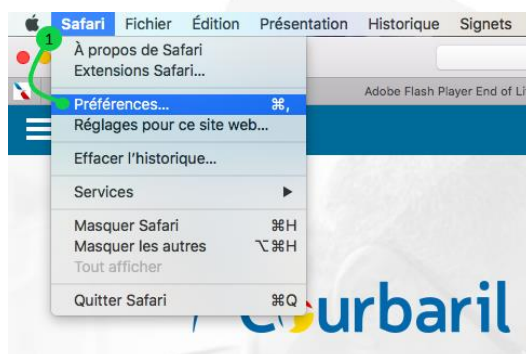 Safari Fichier Édition Présentation Historique Signets
1
À propos de Safari
Extensions Safari...
Adobe Flash Player End of Li
Préférences... ⌘,
Réglages pour ce site web...
Effacer l'historique...
Services ▶
Masquer Safari ⌘H
Masquer les autres ⌥⌘H
Tout afficher
Quitter Safari ⌘Q
urbaril